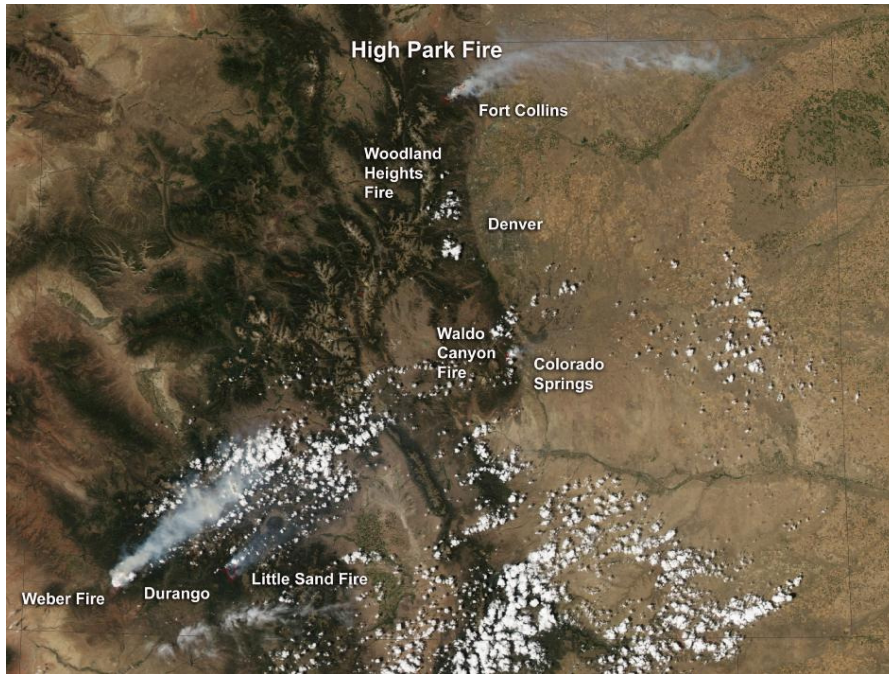 High Park Fire
Fort Collins
Woodland
Heights
Fire
Denver
Waldo
Canyon
Fire
Colorado
Springs
Little Sand Fire
Durango
Weber Fire